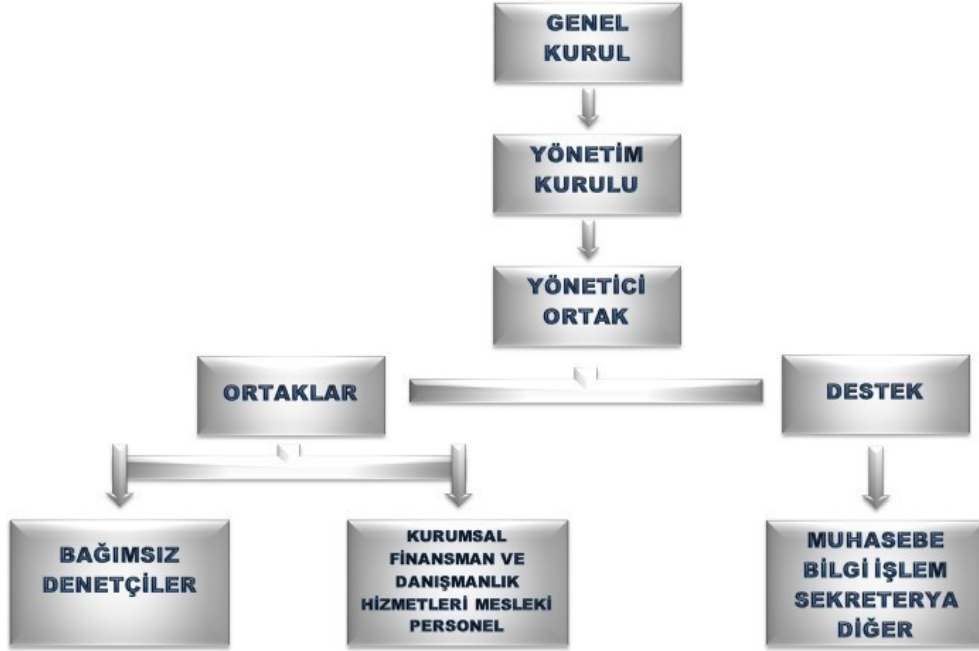 GENEL
KURUL
YÖNETİM
KURULU
YÖNETİCİ
ORTAK
ORTAKLAR
DESTEK
BAĞIMSIZ
DENETÇİLER
KURUMSAL
FİNANSMAN VE
DANIŞMANLIK
HİZMETLERİ MESLEKİ
PERSONEL
MUHASEBE
BİLGİ İŞLEM
SEKRETERYA
DİĞER